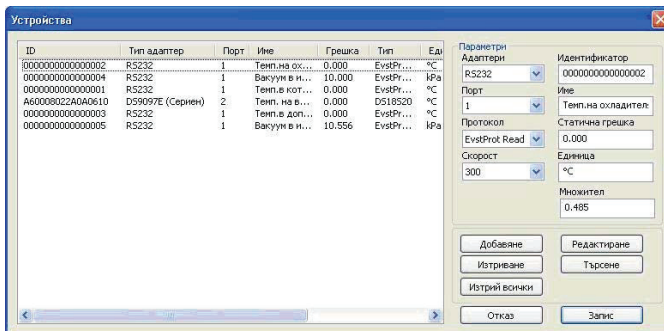 Устройства
ID Тип адаптер Порт Име Грешка Тип Еди
0000000000000002 RS232 1 Темп.на ох... 0.000 EvstPr... °C
0000000000000004 RS232 1 Вакуум в и... 10.000 EvstPr... kPa
0000000000000001 RS232 1 Темп.в кот... 0.000 EvstPr... °C
A60008022A0A0610 DS9097E (Сериен) 2 Темп. на в... 0.000 DS18S20 °C
0000000000000003 RS232 1 Темп.в доп... 0.000 EvstPr... °C
0000000000000005 RS232 1 Вакуум в и... 10.556 EvstPr... kPa
Параметри
Адаптери Идентификатор
RS232 0000000000000002
Порт Име
1 Темп.на охладител
Протокол Статична грешка
EvstProt Read 0.000
Скорост Единица
300 °C
Множител
0.485
Добавяне Редактиране
Изтриване Търсене
Изтрий всички
Отказ Запис